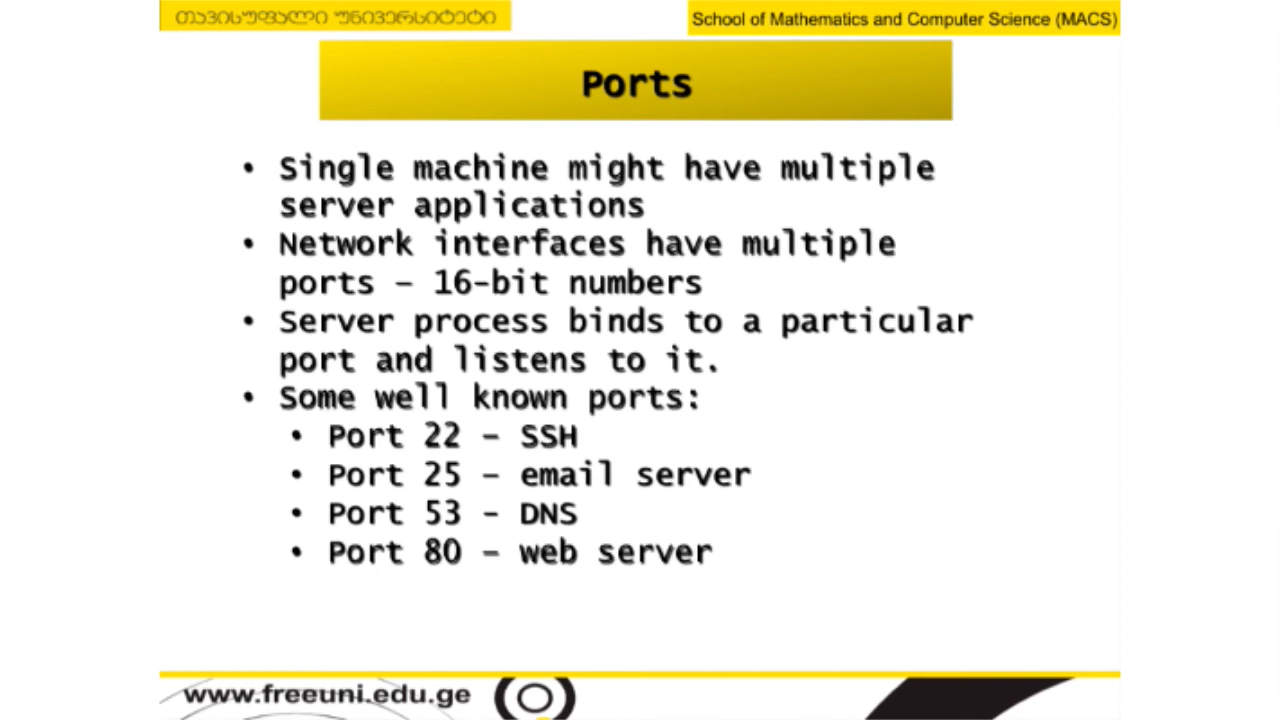 თავისუფალი უნივერსიტეტი
School of Mathematics and Computer Science (MACS)
Ports
• Single machine might have multiple
server applications
• Network interfaces have multiple
ports – 16-bit numbers
• Server process binds to a particular
port and listens to it.
• Some well known ports:
• Port 22 – SSH
• Port 25 – email server
• Port 53 – DNS
• Port 80 – web server
www.freeuni.edu.ge